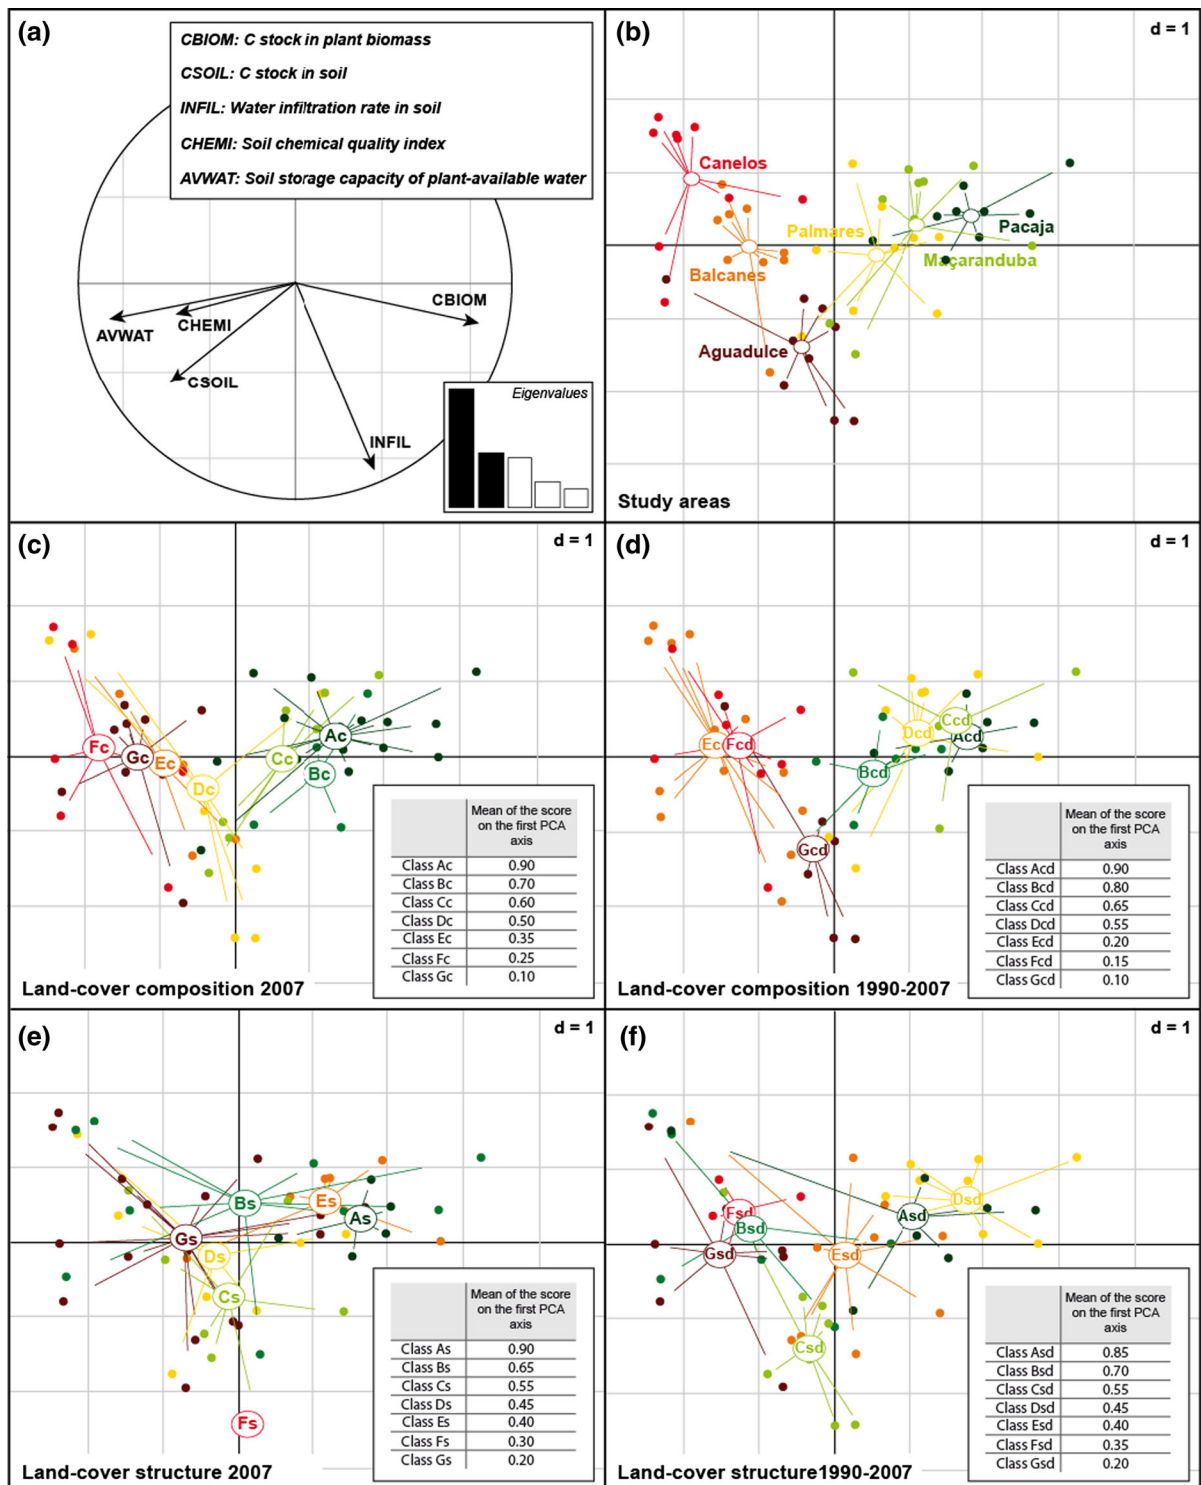 (a)
CBIOM: C stock in plant biomass
CSOIL: C stock in soil
INFIL: Water infiltration rate in soil
CHEMI: Soil chemical quality index
AVWAT: Soil storage capacity of plant-available water
CBIOM
AVWAT
CHEMI
CSOIL
INFIL
Eigenvalues
(b)
d = 1
Canelos
Palmares
Pacaja
Maçaranduba
Balcanes
Aguadulce
Study areas
(c)
d = 1
Fc
Gc
Ec
Dc
Cc
Ac
Bc
Mean of the score
on the first PCA
axis
Class Ac 0.90
Class Bc 0.70
Class Cc 0.60
Class Dc 0.50
Class Ec 0.35
Class Fc 0.25
Class Gc 0.10
Land-cover composition 2007
(d)
d = 1
Ec
Fcd
Gcd
Bcd
Dcd
Ccd
Acd
Mean of the score
on the first PCA
axis
Class Acd 0.90
Class Bcd 0.80
Class Ccd 0.65
Class Dcd 0.55
Class Ecd 0.20
Class Fcd 0.15
Class Gcd 0.10
Land-cover composition 1990-2007
(e)
d = 1
Bs
Es
As
Gs
Ds
Cs
Fs
Mean of the score
on the first PCA
axis
Class As 0.90
Class Bs 0.65
Class Cs 0.55
Class Ds 0.45
Class Es 0.40
Class Fs 0.30
Class Gs 0.20
Land-cover structure 2007
(f)
d = 1
Fsd
Bsd
Gsd
Asd
Dsd
Esd
Csd
Mean of the score
on the first PCA
axis
Class Asd 0.85
Class Bsd 0.70
Class Csd 0.55
Class Dsd 0.45
Class Esd 0.40
Class Fsd 0.35
Class Gsd 0.20
Land-cover structure1990-2007